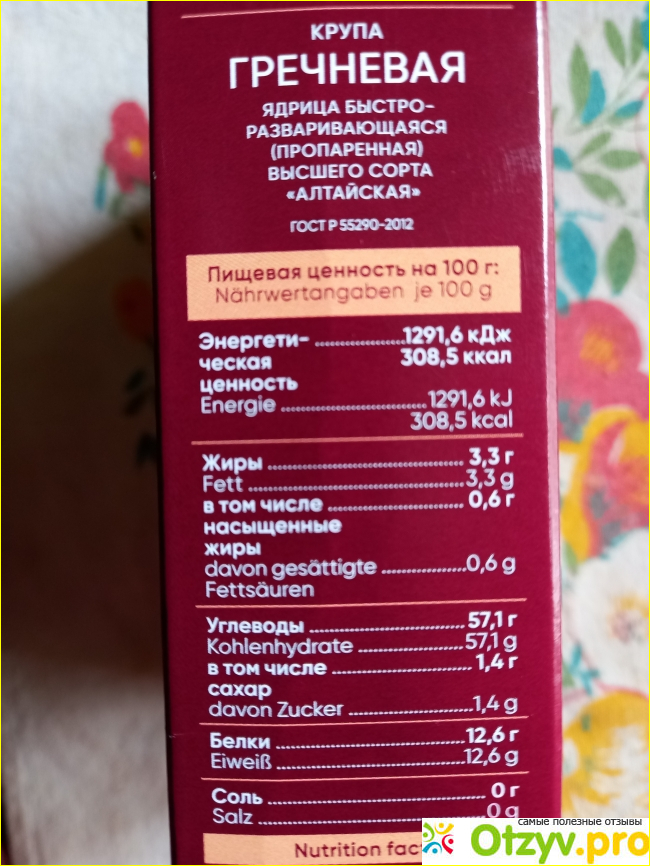 КРУПА
ГРЕЧНЕВАЯ
ЯДРИЦА БЫСТРО-
РАЗВАРИВАЮЩАЯСЯ
(ПРОПАРЕННАЯ)
ВЫСШЕГО СОРТА
«АЛТАЙСКАЯ»
ГОСТ Р 55290-2012
Пищевая ценность на 100 г:
Nährwertangaben je 100 g
Энергети- 1291,6 кДж
ческая 308,5 ккал
ценность
Energie 1291,6 kJ
308,5 kcal
Жиры 3,3 г
Fett 3,3 g
в том числе 0,6 г
насыщенные
жиры
davon gesättigte 0,6 g
Fettsäuren
Углеводы 57,1 г
Kohlenhydrate 57,1 g
в том числе 1,4 г
сахар
davon Zucker 1,4 g
Белки 12,6 г
Eiweiß 12,6 g
Соль 0 г
Salz 0 g
Nutrition fac
самые полезные отзывы
Otzyv.pro